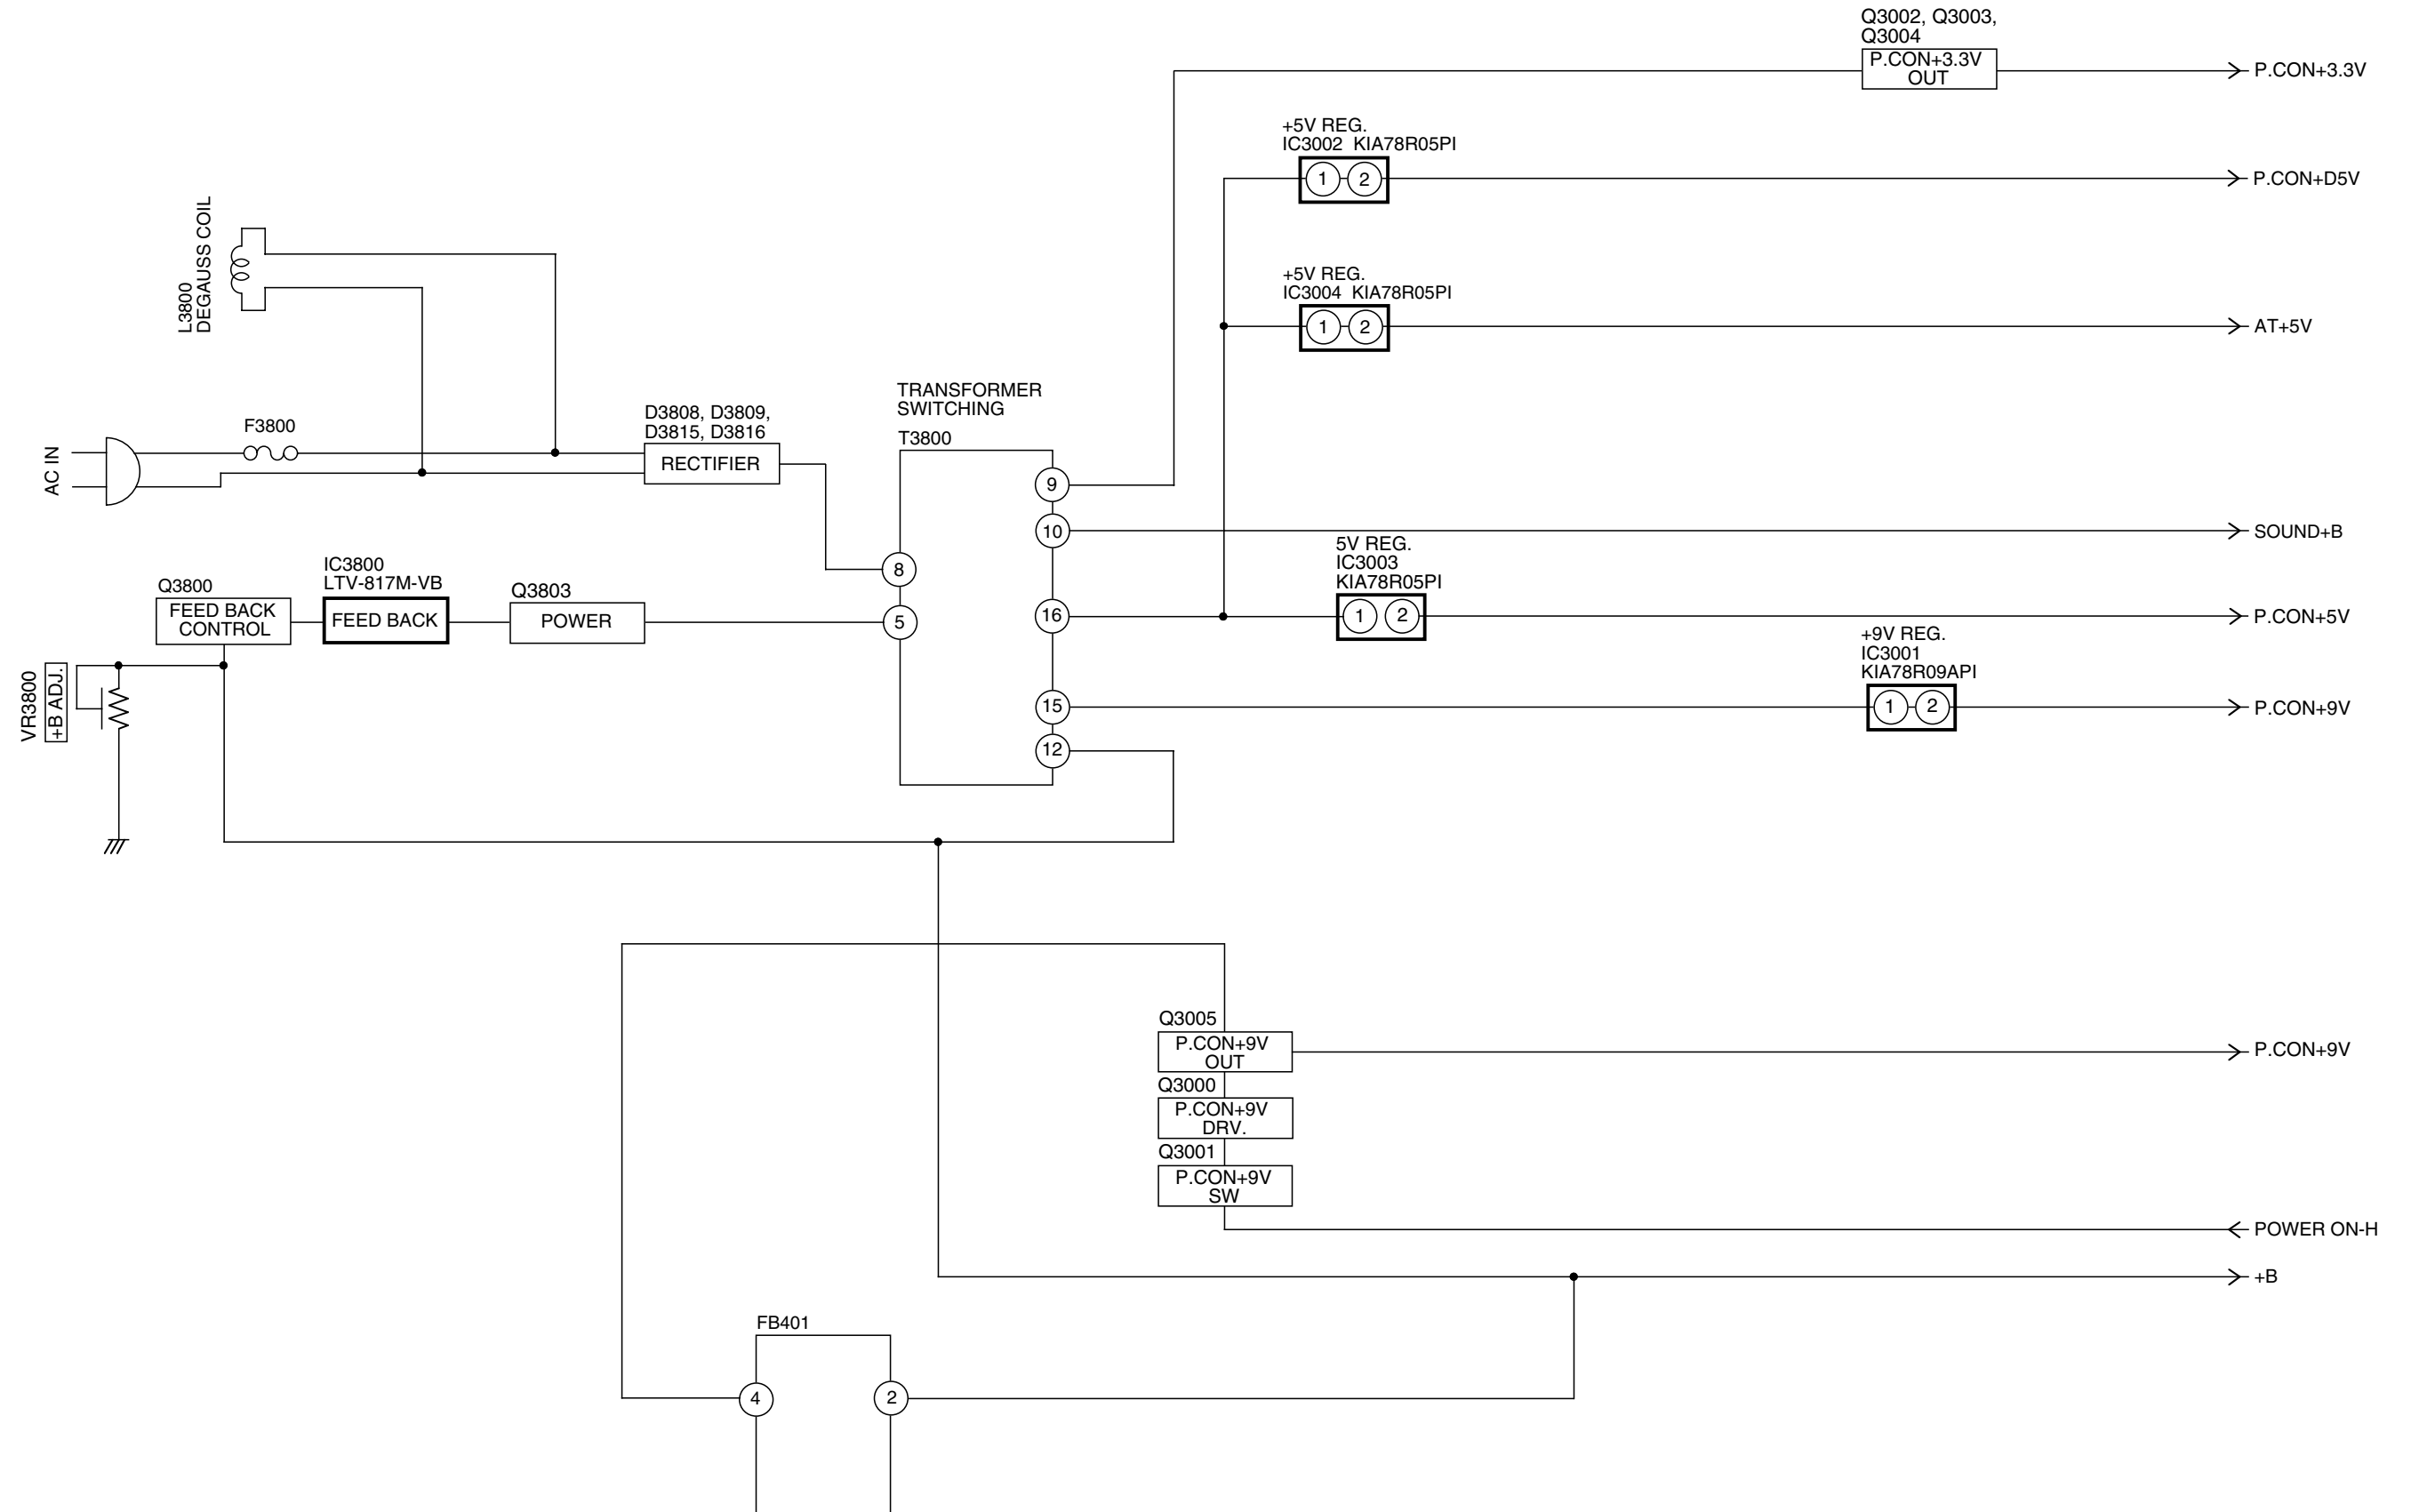 Q3002, Q3003,
Q3004
P.CON+3.3V
OUT
P.CON+3.3V
+5V REG.
IC3002 KIA78R05PI
1 2
P.CON+D5V
L3800
DEGAUSS COIL
+5V REG.
IC3004 KIA78R05PI
1 2
AT+5V
TRANSFORMER
SWITCHING
T3800
AC IN
F3800
D3808, D3809,
D3815, D3816
RECTIFIER
9
10
SOUND+B
8
5
16
15
12
5V REG.
IC3003
KIA78R05PI
1 2
P.CON+5V
Q3800
FEED BACK
CONTROL
IC3800
LTV-817M-VB
FEED BACK
Q3803
POWER
VR3800
+B ADJ.
+9V REG.
IC3001
KIA78R09API
1 2
P.CON+9V
Q3005
P.CON+9V
OUT
P.CON+9V
Q3000
P.CON+9V
DRV.
Q3001
P.CON+9V
SW
POWER ON-H
+B
FB401
4
2